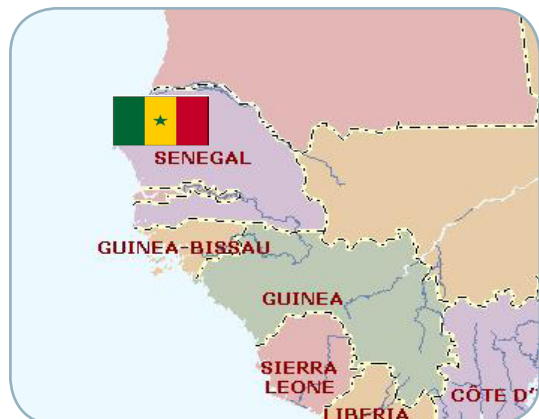 SENEGAL
GUINEA-BISSAU
GUINEA
SIERRA
LEONE
CÔTE D'
LIBERIA